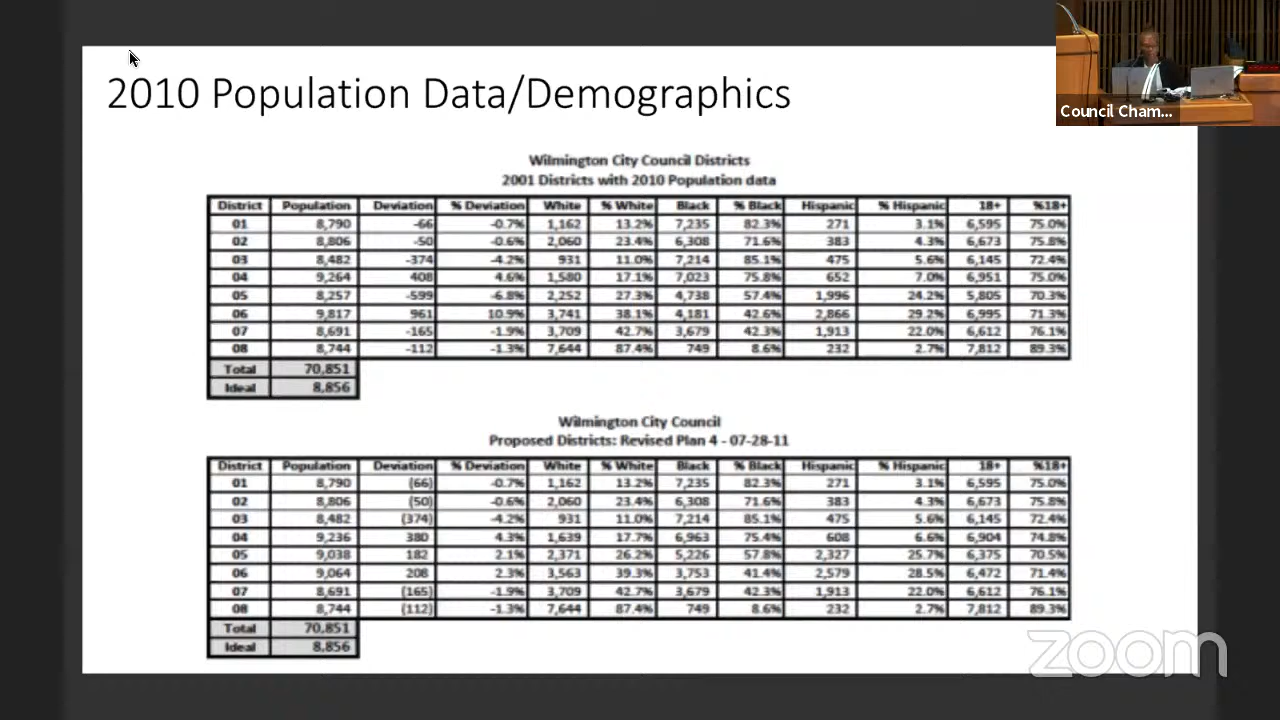 2010 Population Data/Demographics
Council Cham...
Wilmington City Council Districts
2001 Districts with 2010 Population data
District Population Deviation % Deviation White % White Black % Black Hispanic % Hispanic 18+ %18+
01 8,790 -66 -0.7% 1,162 13.2% 7,235 82.3% 271 3.1% 6,595 75.0%
02 8,806 -50 -0.6% 2,060 23.4% 6,308 71.6% 383 4.3% 6,673 75.8%
03 8,482 -374 -4.2% 931 11.0% 7,214 85.1% 475 5.6% 6,145 72.4%
04 9,264 408 4.6% 1,580 17.1% 7,023 75.8% 652 7.0% 6,951 75.0%
05 8,257 -599 -6.8% 2,252 27.3% 4,738 57.4% 1,996 24.2% 5,805 70.3%
06 9,817 961 10.9% 3,741 38.1% 4,181 42.6% 2,866 29.2% 6,995 71.3%
07 8,691 -165 -1.9% 3,709 42.7% 3,679 42.3% 1,913 22.0% 6,612 76.1%
08 8,744 -112 -1.3% 7,644 87.4% 749 8.6% 232 2.7% 7,812 89.3%
Total 70,851
Ideal 8,856
Wilmington City Council
Proposed Districts: Revised Plan 4 - 07-28-11
District Population Deviation % Deviation White % White Black % Black Hispanic % Hispanic 18+ %18+
01 8,790 (66) -0.7% 1,162 13.2% 7,235 82.3% 271 3.1% 6,595 75.0%
02 8,806 (50) -0.6% 2,060 23.4% 6,308 71.6% 383 4.3% 6,673 75.8%
03 8,482 (374) -4.2% 931 11.0% 7,214 85.1% 475 5.6% 6,145 72.4%
04 9,236 380 4.3% 1,639 17.7% 6,963 75.4% 608 6.6% 6,904 74.8%
05 9,038 182 2.1% 2,371 26.2% 5,226 57.8% 2,327 25.7% 6,375 70.5%
06 9,064 208 2.3% 3,563 39.3% 3,753 41.4% 2,579 28.5% 6,472 71.4%
07 8,691 (165) -1.9% 3,709 42.7% 3,679 42.3% 1,913 22.0% 6,612 76.1%
08 8,744 (112) -1.3% 7,644 87.4% 749 8.6% 232 2.7% 7,812 89.3%
Total 70,851
Ideal 8,856
zoom